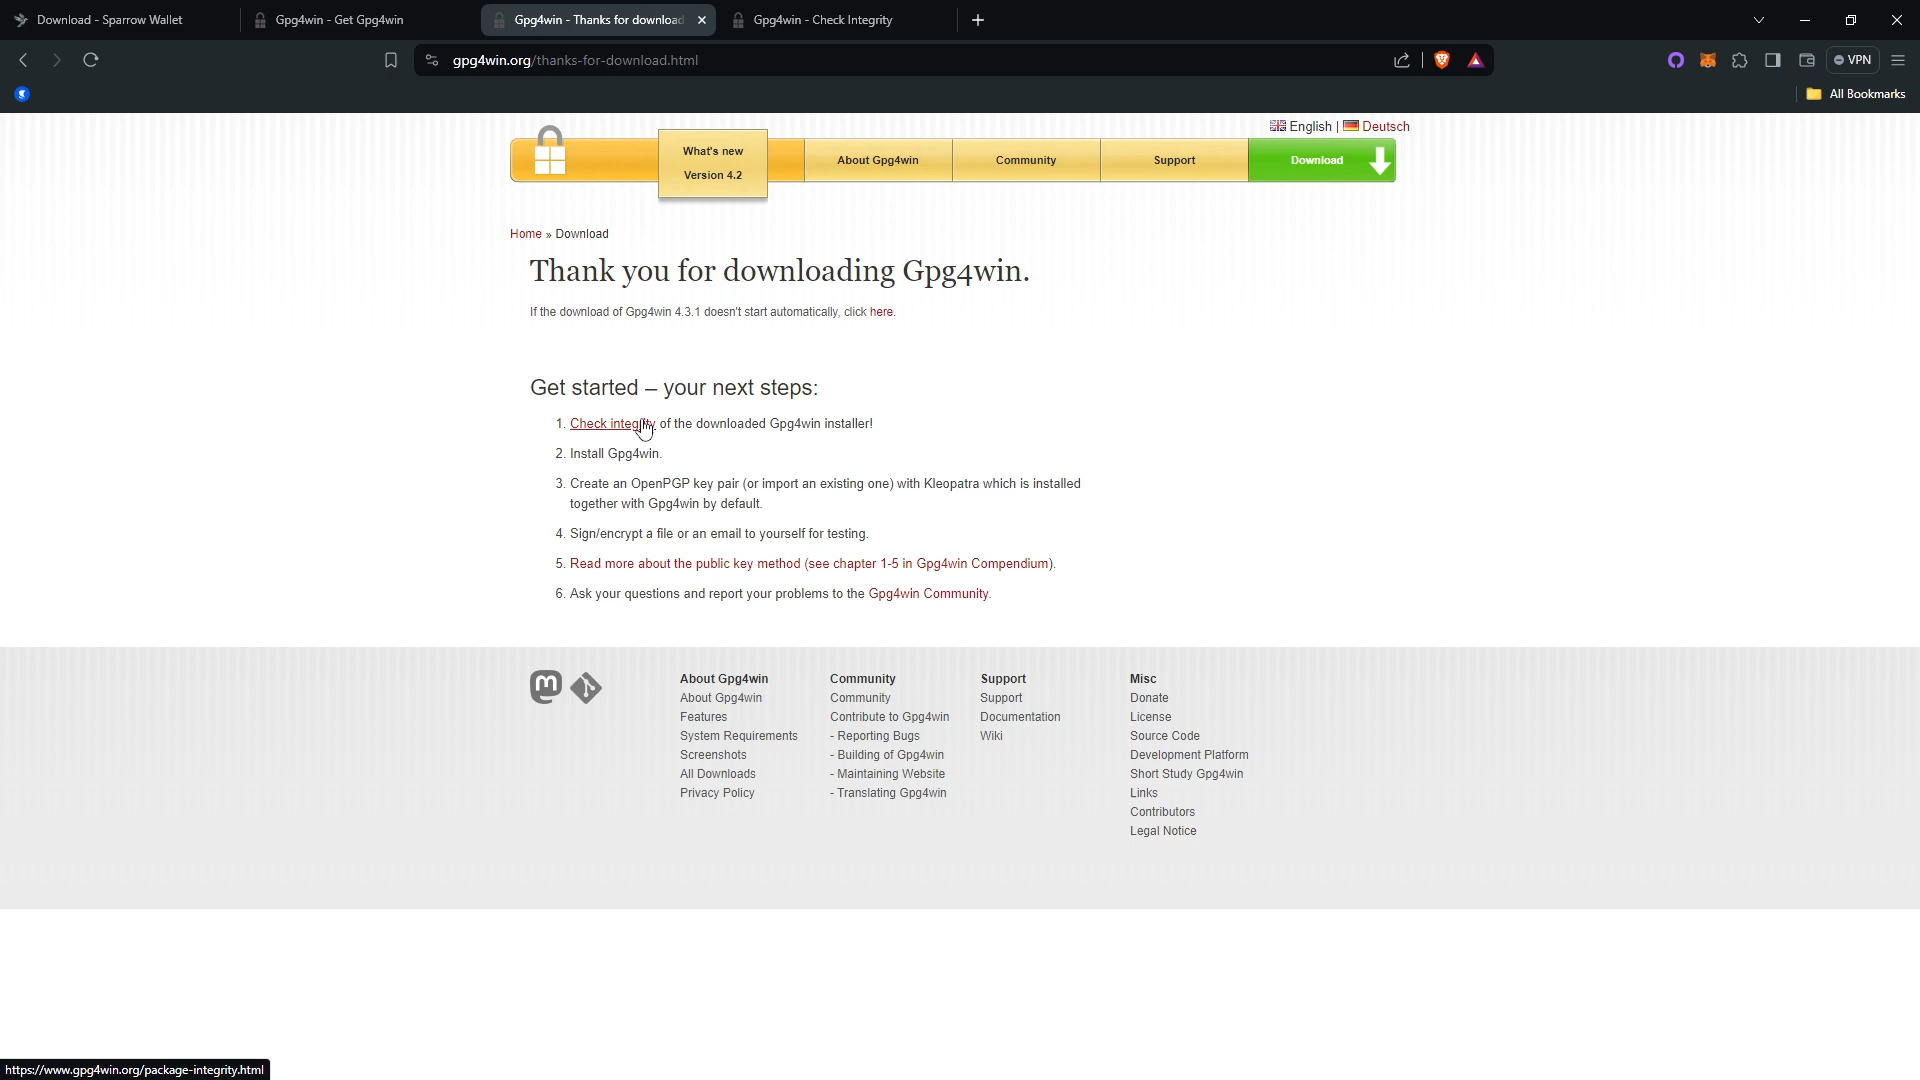 Download - Sparrow Wallet
Gpg4win - Get Gpg4win
Gpg4win - Thanks for download
Gpg4win - Check Integrity
gpg4win.org/thanks-for-download.html
VPN
All Bookmarks
English | Deutsch
What's new
Version 4.2
About Gpg4win
Community
Support
Download
Home » Download
Thank you for downloading Gpg4win.
If the download of Gpg4win 4.3.1 doesn't start automatically, click here.
Get started – your next steps:
1. Check integrity of the downloaded Gpg4win installer!
2. Install Gpg4win.
3. Create an OpenPGP key pair (or import an existing one) with Kleopatra which is installed
together with Gpg4win by default.
4. Sign/encrypt a file or an email to yourself for testing.
5. Read more about the public key method (see chapter 1-5 in Gpg4win Compendium).
6. Ask your questions and report your problems to the Gpg4win Community.
About Gpg4win
About Gpg4win
Features
System Requirements
Screenshots
All Downloads
Privacy Policy
Community
Community
Contribute to Gpg4win
- Reporting Bugs
- Building of Gpg4win
- Maintaining Website
- Translating Gpg4win
Support
Support
Documentation
Wiki
Misc
Donate
License
Source Code
Development Platform
Short Study Gpg4win
Links
Contributors
Legal Notice
https://www.gpg4win.org/package-integrity.html